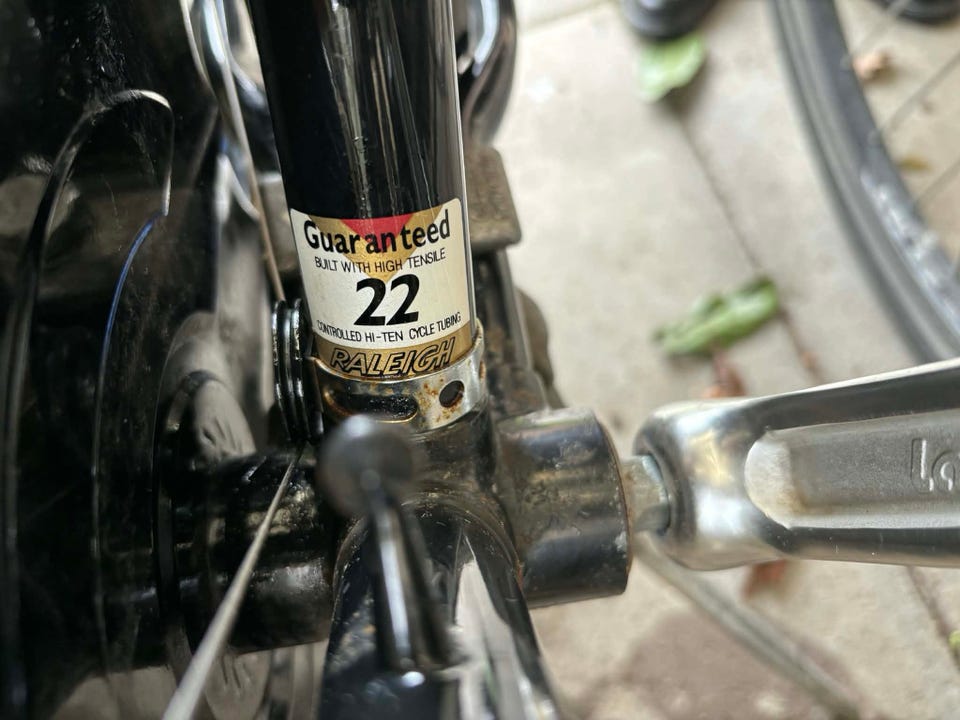 Guaranteed
BUILT WITH HIGH TENSILE
22
CONTROLLED HI-TEN CYCLE TUBING
RALEIGH